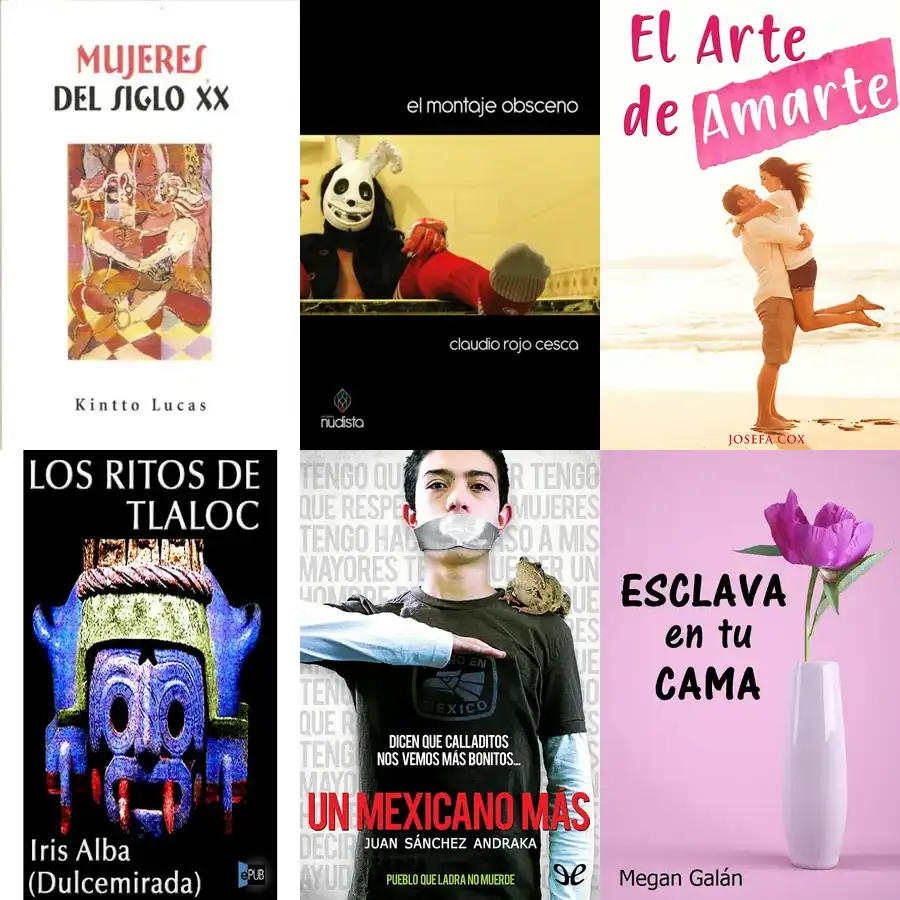 MUJERES
DEL SIGLO XX
Kintto Lucas
el montaje obsceno
claudio rojo cesca
nudista
El Arte
de Amarte
JOSEFA COX
LOS RITOS DE
TLALOC
Iris Alba
(Dulcemirada)
ePUB
TENGO QUE
TENGO
QUE RESPE
MUJERES
TENGO
A MIS
MAYORES
UN
DICEN QUE CALLADITOS
NOS VEMOS MÁS BONITOS...
UN MEXICANO MÁS
JUAN SÁNCHEZ ANDRAKA
PUEBLO QUE LADRA NO MUERDE
ESCLAVA
en tu
CAMA
Megan Galán